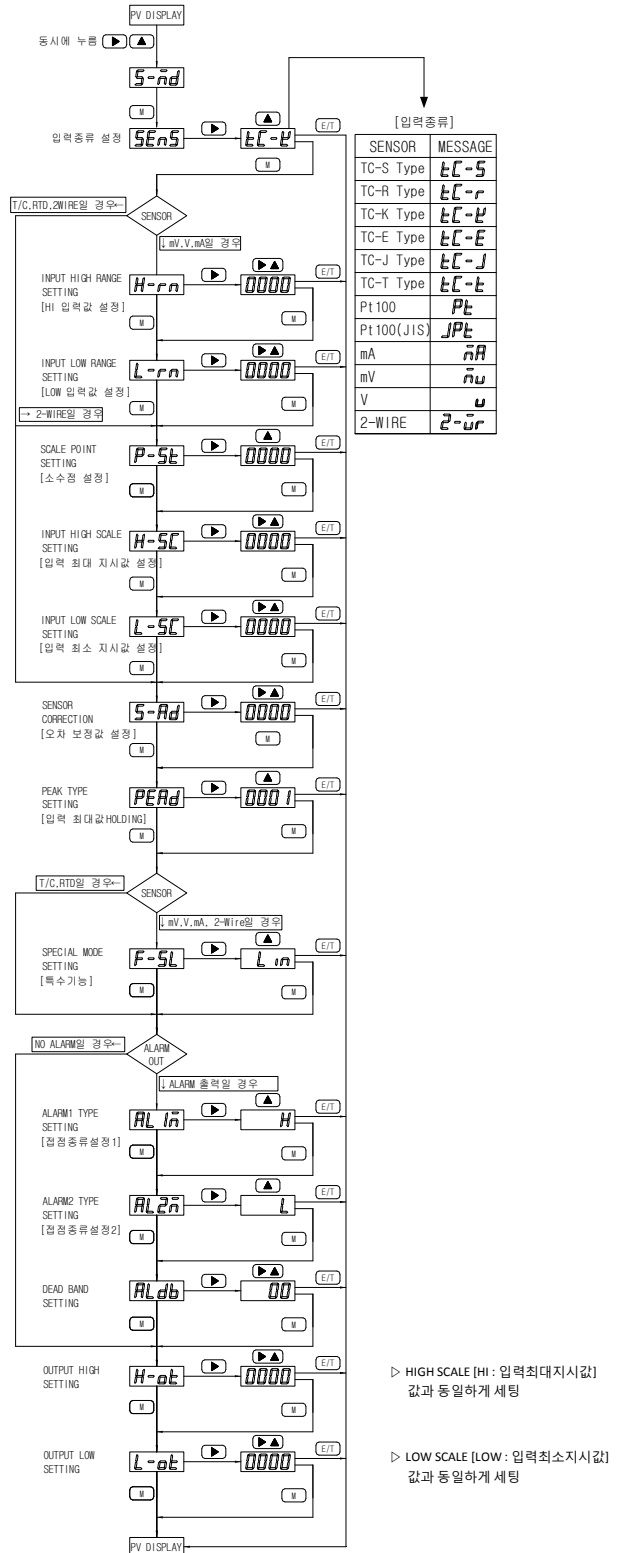 PV DISPLAY
동시에 누름 ▶ ▲
S-md
M
입력종류 설정 SEnS ▶ ▲ tC-K E/T
M
[입력종류]
SENSOR MESSAGE
TC-S Type tC-S
TC-R Type tC-r
TC-K Type tC-K
TC-E Type tC-E
TC-J Type tC-J
TC-T Type tC-t
Pt100 Pt
Pt100(JIS) JPt
mA mA
mV mu
V u
2-WIRE 2-wr
T/C,RTD,2WIRE일 경우←
SENSOR
↓ mV,V,mA일 경우
INPUT HIGH RANGE
SETTING
[HI 입력값 설정]
H-rn ▶ ▶▲ 0000 E/T
M M
INPUT LOW RANGE
SETTING
[LOW 입력값 설정]
L-rn ▶ ▶▲ 0000 E/T
M M
→ 2-WIRE일 경우
SCALE POINT
SETTING
[소수점 설정]
P-St ▶ ▲ 0000 E/T
M M
INPUT HIGH SCALE
SETTING
[입력 최대 지시값 설정]
H-SC ▶ ▶▲ 0000 E/T
M M
INPUT LOW SCALE
SETTING
[입력 최소 지시값 설정]
L-SC ▶ ▶▲ 0000 E/T
M M
SENSOR
CORRECTION
[오차 보정값 설정]
S-Ad ▶ ▶▲ 0000 E/T
M M
PEAK TYPE
SETTING
[입력 최대값HOLDING]
PEAd ▶ ▲ 0001 E/T
M M
T/C,RTD일 경우←
SENSOR
↓ mV,V,mA, 2-Wire일 경우
SPECIAL MODE
SETTING
[특수기능]
F-SL ▶ ▲ Lin E/T
M M
NO ALARM일 경우←
ALARM
OUT
↓ ALARM 출력일 경우
ALARM1 TYPE
SETTING
[접점종류설정1]
AL1m ▶ ▲ H E/T
M M
ALARM2 TYPE
SETTING
[접점종류설정2]
AL2m ▶ ▲ L E/T
M M
DEAD BAND
SETTING
ALdb ▶ ▶▲ 00 E/T
M M
OUTPUT HIGH
SETTING
H-ot ▶ ▶▲ 0000 E/T
M M
▷ HIGH SCALE [HI : 입력최대지시값]
값과 동일하게 세팅
OUTPUT LOW
SETTING
L-ot ▶ ▶▲ 0000 E/T
M M
▷ LOW SCALE [LOW : 입력최소지시값]
값과 동일하게 세팅
PV DISPLAY